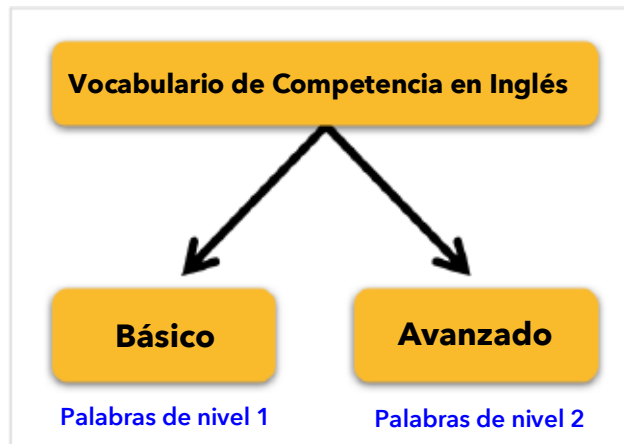 Vocabulario de Competencia en Inglés
Básico
Avanzado
Palabras de nivel 1
Palabras de nivel 2